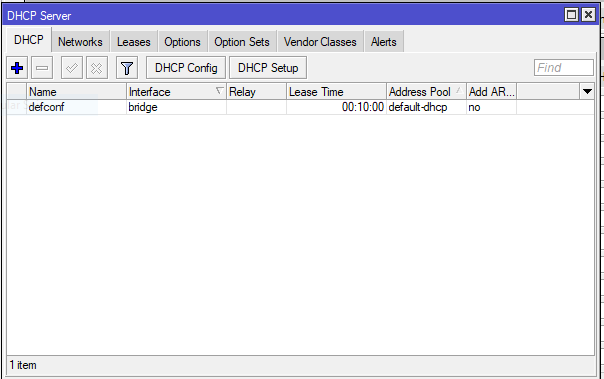 DHCP Server
DHCP Networks Leases Options Option Sets Vendor Classes Alerts
DHCP Config DHCP Setup Find
Name Interface Relay Lease Time Address Pool Add AR...
defconf bridge 00:10:00 default-dhcp no
1 item